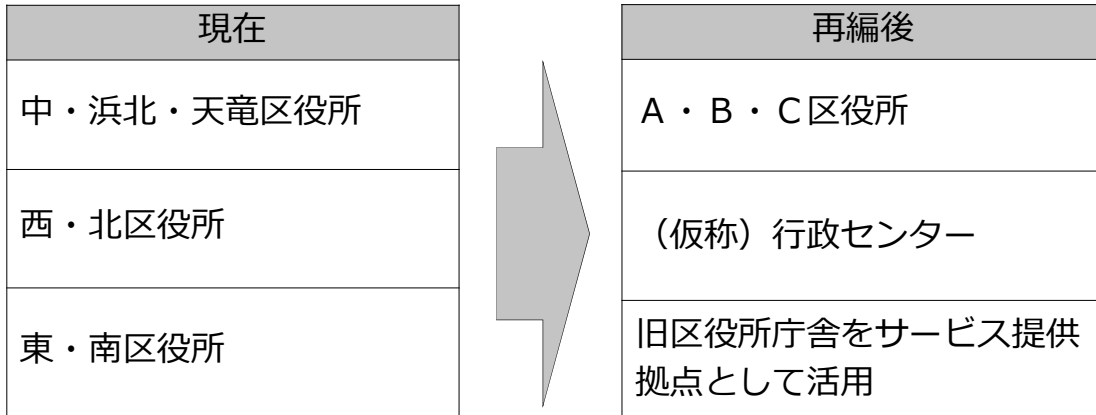 現在
中・浜北・天竜区役所
西・北区役所
東・南区役所
再編後
A・B・C区役所
（仮称）行政センター
旧区役所庁舎をサービス提供
拠点として活用